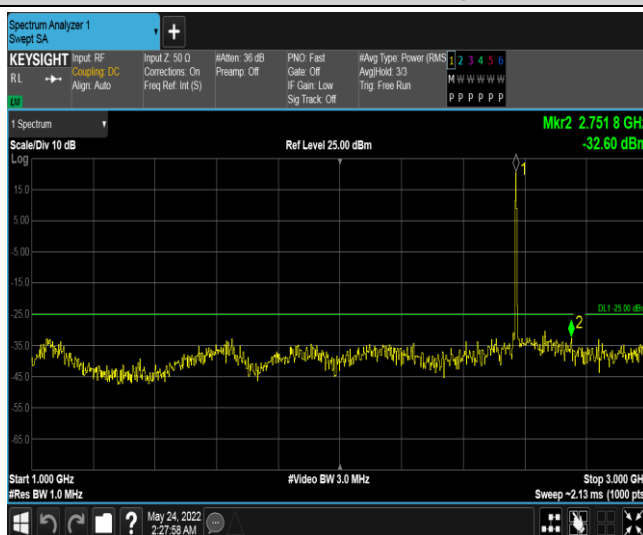 Spectrum Analyzer 1
Swept SA
+
KEYSIGHT
RL
Input: RF
Coupling: DC
Align: Auto
Input Z: 50 Ω
Corrections: On
Freq Ref: Int (S)
#Atten: 36 dB
Preamp: Off
PNO: Fast
Gate: Off
IF Gain: Low
Sig Track: Off
#Avg Type: Power (RMS
Avg|Hold: 3/3
Trig: Free Run
1 2 3 4 5 6
M W W W W W
P P P P P P
1 Spectrum
Mkr2 2.751 8 GHz
Scale/Div 10 dB
Ref Level 25.00 dBm
-32.60 dBm
Log
1
15.0
5.00
-5.00
-15.0
-25.0
DL1 -25.00 dBm
2
-35.0
-45.0
-55.0
-65.0
Start 1.000 GHz
#Video BW 3.0 MHz
Stop 3.000 GHz
#Res BW 1.0 MHz
Sweep ~2.13 ms (1000 pts)
?
May 24, 2022
2:27:58 AM